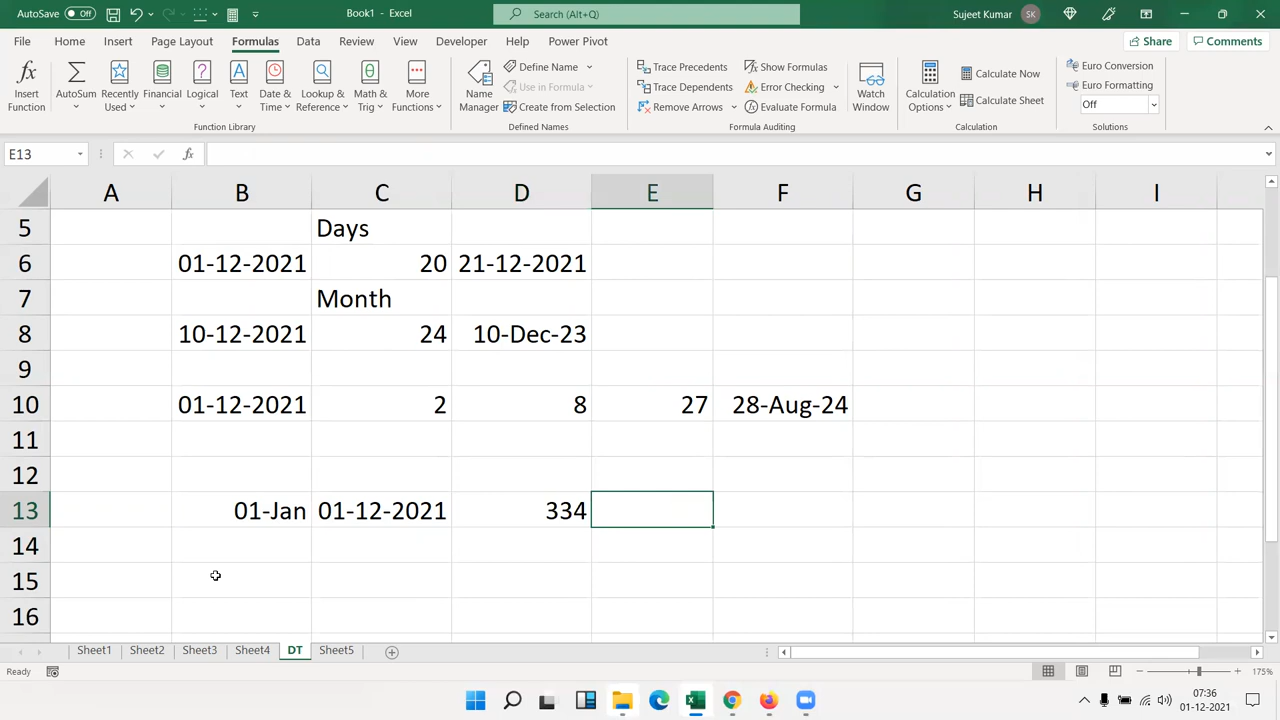 AutoSave Off Book1 - Excel Search (Alt+Q) Sujeet Kumar SK
File Home Insert Page Layout Formulas Data Review View Developer Help Power Pivot Share Comments
Insert Function
AutoSum
Recently Used
Financial
Logical
Text
Date & Time
Lookup & Reference
Math & Trig
More Functions
Function Library
Name Manager
Define Name
Use in Formula
Create from Selection
Defined Names
Trace Precedents
Trace Dependents
Remove Arrows
Show Formulas
Error Checking
Evaluate Formula
Formula Auditing
Watch Window
Calculation Options
Calculate Now
Calculate Sheet
Calculation
Euro Conversion
Euro Formatting
Off
Solutions
E13 fx
A B C D E F G H I
5 Days
6 01-12-2021 20 21-12-2021
7 Month
8 10-12-2021 24 10-Dec-23
9
10 01-12-2021 2 8 27 28-Aug-24
11
12
13 01-Jan 01-12-2021 334
14
15
16
Sheet1 Sheet2 Sheet3 Sheet4 DT Sheet5
Ready 175%
07:36
01-12-2021